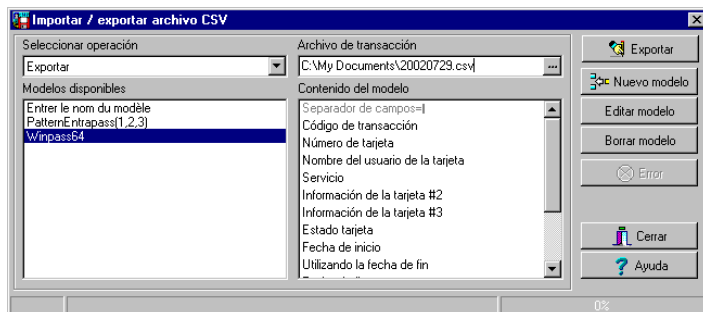 Importar / exportar archivo CSV
Seleccionar operación
Exportar
Archivo de transacción
C:\My Documents\20020729.csv
...
Modelos disponibles
Entrer le nom du modèle
PatternEntrapass(1,2,3)
Winpass64
Contenido del modelo
Separador de campos=|
Código de transacción
Número de tarjeta
Nombre del usuario de la tarjeta
Servicio
Información de la tarjeta #2
Información de la tarjeta #3
Estado tarjeta
Fecha de inicio
Utilizando la fecha de fin
Exportar
Nuevo modelo
Editar modelo
Borrar modelo
Error
Cerrar
Ayuda
0%